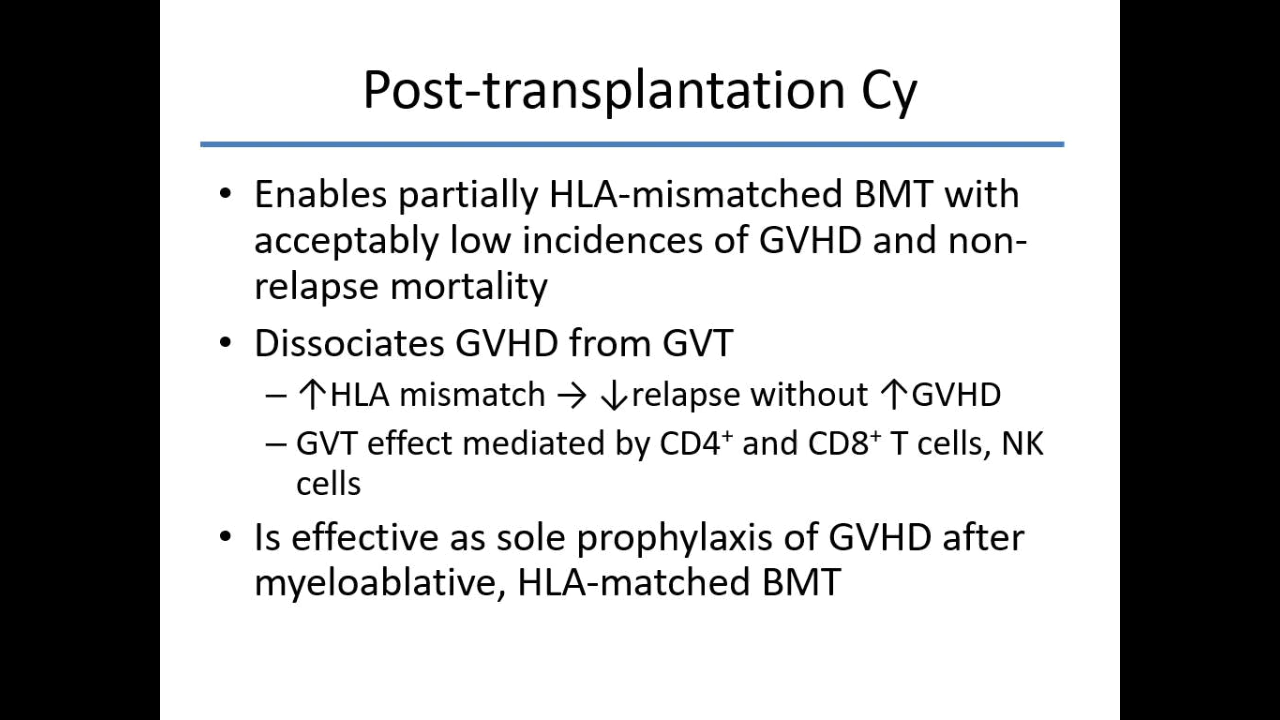 Post-transplantation Cy
• Enables partially HLA-mismatched BMT with
acceptably low incidences of GVHD and non-
relapse mortality
• Dissociates GVHD from GVT
– ↑HLA mismatch → ↓relapse without ↑GVHD
– GVT effect mediated by CD4⁺ and CD8⁺ T cells, NK
cells
• Is effective as sole prophylaxis of GVHD after
myeloablative, HLA-matched BMT